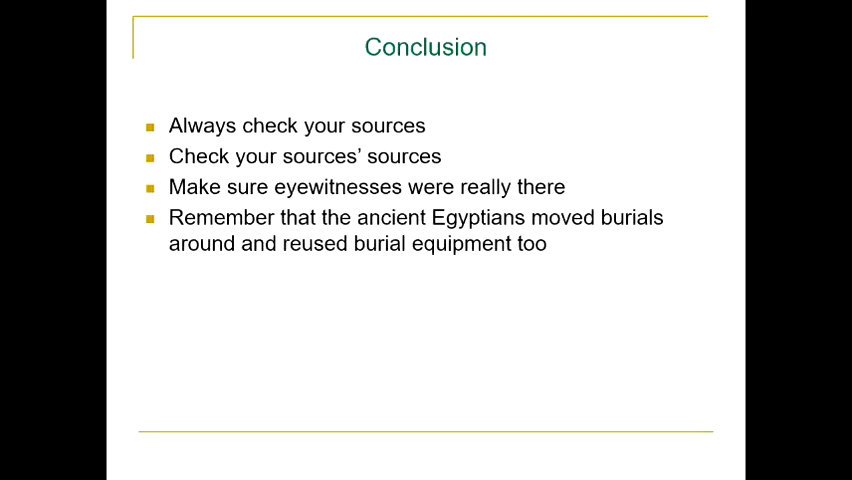 Conclusion
Always check your sources
Check your sources’ sources
Make sure eyewitnesses were really there
Remember that the ancient Egyptians moved burials
around and reused burial equipment too